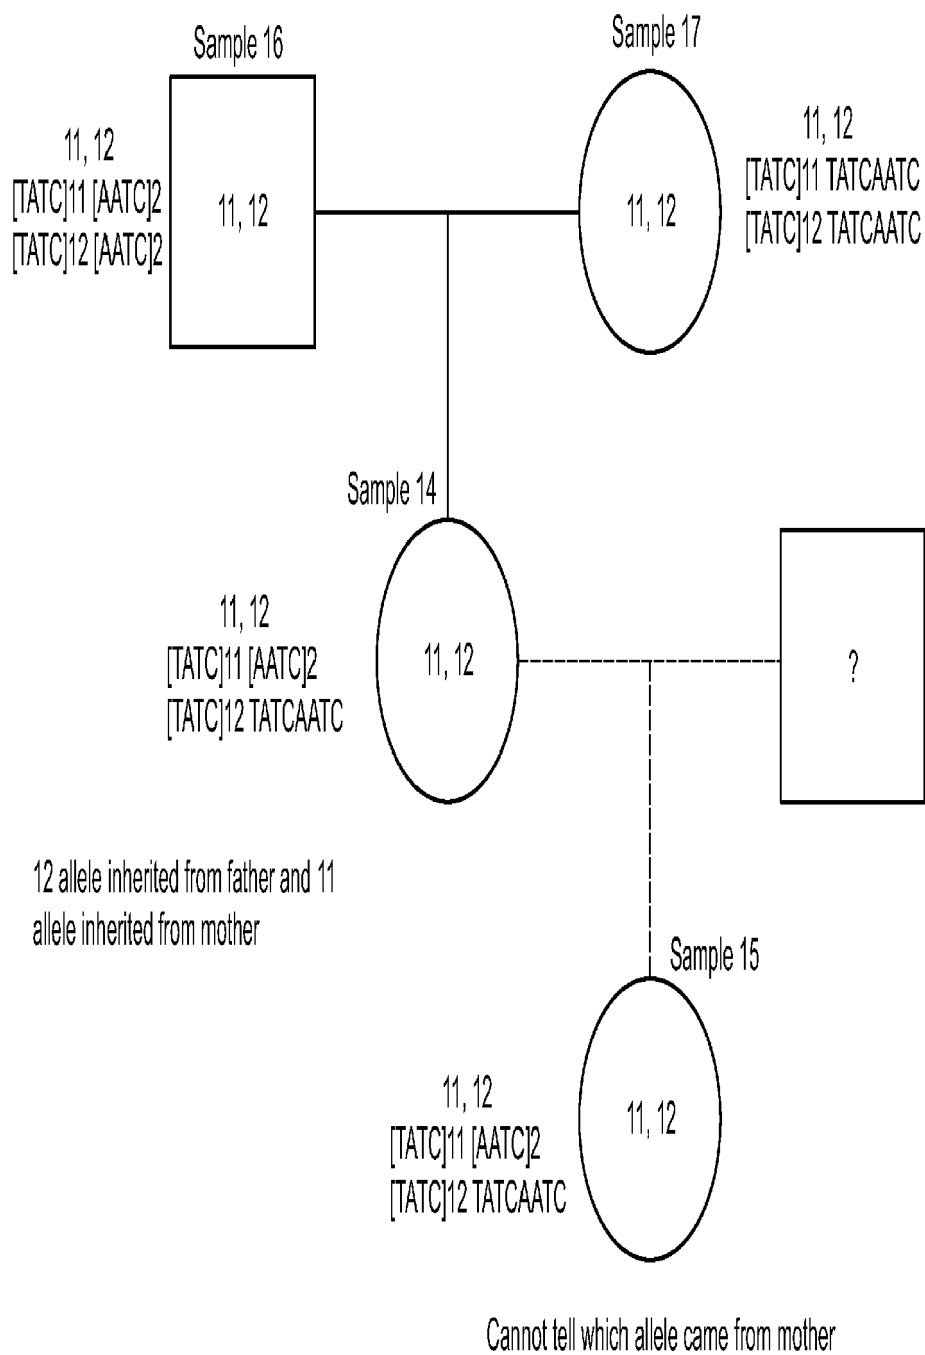 Sample 16
Sample 17
11, 12
[TATC]11 [AATC]2
[TATC]12 [AATC]2
11, 12
11, 12
11, 12
[TATC]11 TATCAATC
[TATC]12 TATCAATC
Sample 14
11, 12
[TATC]11 [AATC]2
[TATC]12 TATCAATC
11, 12
?
12 allele inherited from father and 11
allele inherited from mother
Sample 15
11, 12
[TATC]11 [AATC]2
[TATC]12 TATCAATC
11, 12
Cannot tell which allele came from mother